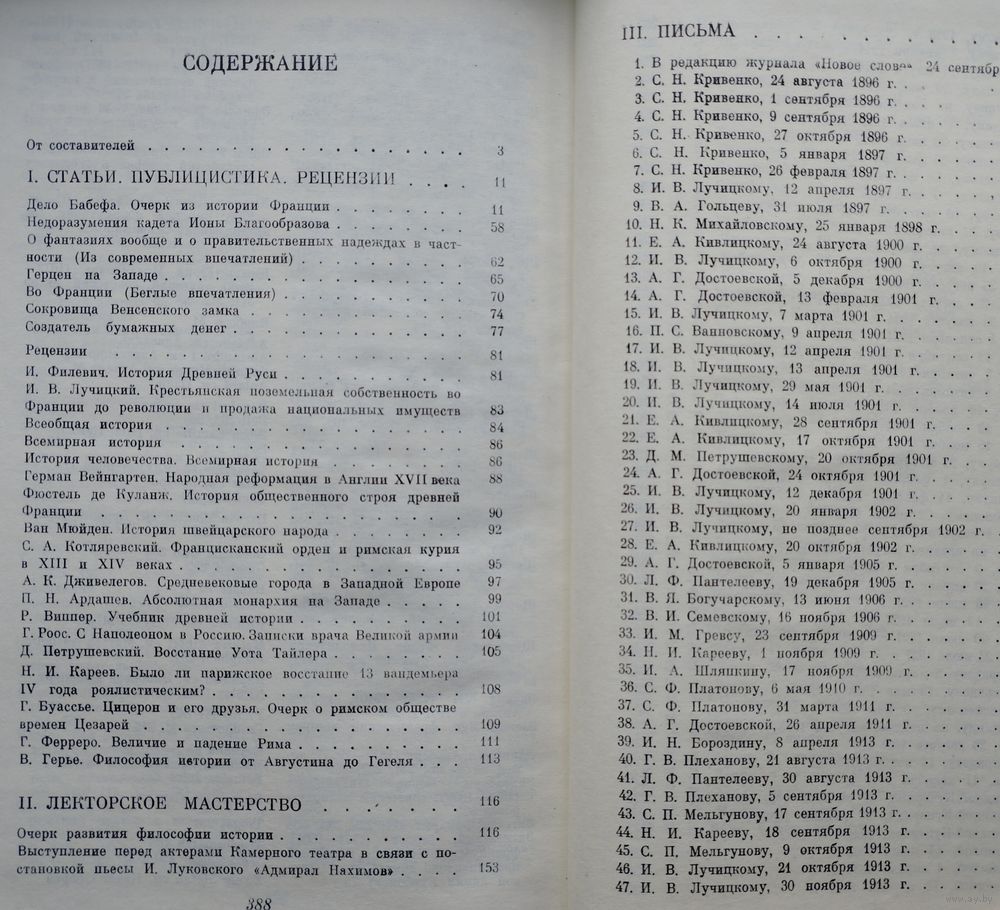 СОДЕРЖАНИЕ
От составителей . . . . . . . . . . . . . . . . . . 3
I. СТАТЬИ. ПУБЛИЦИСТИКА. РЕЦЕНЗИИ . . . . 11
Дело Бабефа. Очерк из истории Франции . . . . . . . . 11
Недоразумения кадета Ионы Благообразова . . . . . . . . 58
О фантазиях вообще и о правительственных надеждах в част-
ности (Из современных впечатлений) . . . . . . . . . 62
Герцен на Западе . . . . . . . . . . . . . . . . . 65
Во Франции (Беглые впечатления) . . . . . . . . . . 70
Сокровища Венсенского замка . . . . . . . . . . . . 74
Создатель бумажных денег . . . . . . . . . . . . . 77
Рецензии . . . . . . . . . . . . . . . . . . . 81
И. Филевич. История Древней Руси . . . . . . . . . . 81
И. В. Лучицкий. Крестьянская поземельная собственность во
Франции до революции и продажа национальных имуществ 83
Всеобщая история . . . . . . . . . . . . . . . . . 84
Всемирная история . . . . . . . . . . . . . . . . 86
История человечества. Всемирная история . . . . . . . . 86
Герман Вейнгартен. Народная реформация в Англии XVII века 88
Фюстель де Куланж. История общественного строя древней
Франции . . . . . . . . . . . . . . . . . . . . 90
Ван Мюйден. История швейцарского народа . . . . . . . . 92
С. А. Котляревский. Францисканский орден и римская курия
в XIII и XIV веках . . . . . . . . . . . . . . . . 95
А. К. Дживелегов. Средневековые города в Западной Европе 97
П. Н. Ардашев. Абсолютная монархия на Западе . . . . . 99
Р. Виппер. Учебник древней истории . . . . . . . . . . 101
Г. Роос. С Наполеоном в Россию. Записки врача Великой армии 104
Д. Петрушевский. Восстание Уота Тайлера . . . . . . . . 105
Н. И. Кареев. Было ли парижское восстание 13 вандемьера
IV года роялистическим? . . . . . . . . . . . . . . 108
Г. Буассье. Цицерон и его друзья. Очерк о римском обществе
времен Цезарей . . . . . . . . . . . . . . . . . . 109
Г. Ферреро. Величие и падение Рима . . . . . . . . . . 111
В. Герье. Философия истории от Августина до Гегеля . . . 113
II. ЛЕКТОРСКОЕ МАСТЕРСТВО . . . . . . . 116
Очерк развития философии истории . . . . . . . . . . . 116
Выступление перед актерами Камерного театра в связи с по-
становкой пьесы И. Луковского «Адмирал Нахимов» . . . . 153
388
III. ПИСЬМА . . . . . . . . .
1. В редакцию журнала «Новое слово» 24 сентябр
2. С. Н. Кривенко, 24 августа 1896 г. . .
3. С. Н. Кривенко, 1 сентября 1896 г. . . .
4. С. Н. Кривенко, 9 сентября 1896 г. . . .
5. С. Н. Кривенко, 27 октября 1896 г. . .
6. С. Н. Кривенко, 5 января 1897 г. . . .
7. С. Н. Кривенко, 26 февраля 1897 г. . . .
8. И. В. Лучицкому, 12 апреля 1897 г. . . .
9. В. А. Гольцеву, 31 июля 1897 г. . . . .
10. Н. К. Михайловскому, 25 января 1898 г. . . .
11. Е. А. Кивлицкому, 24 августа 1900 г. . . .
12. И. В. Лучицкому, 6 октября 1900 г. . . .
13. А. Г. Достоевской, 5 декабря 1900 г. . . .
14. А. Г. Достоевской, 13 февраля 1901 г. . . .
15. И. В. Лучицкому, 7 марта 1901 г. . . . .
16. П. С. Ванновскому, 9 апреля 1901 г. . . .
17. И. В. Лучицкому, 12 апреля 1901 г. . . .
18. И. В. Лучицкому, 13 апреля 1901 г. . . .
19. И. В. Лучицкому, 29 мая 1901 г. . . . .
20. И. В. Лучицкому, 14 июля 1901 г. . . . .
21. Е. А. Кивлицкому, 28 сентября 1901 г. . . .
22. Е. А. Кивлицкому, 17 октября 1901 г. . . .
23. Д. М. Петрушевскому, 20 октября 1901 г. . . .
24. А. Г. Достоевской, 24 октября 1901 г. . . .
25. И. В. Лучицкому, 12 декабря 1901 г. . . .
26. И. В. Лучицкому, 20 января 1902 г. . . .
27. И. В. Лучицкому, не позднее сентября 1902 г. .
28. Е. А. Кивлицкому, 20 октября 1902 г. . . .
29. А. Г. Достоевской, 5 января 1905 г. . . . .
30. Л. Ф. Пантелееву, 19 декабря 1905 г. . . .
31. В. Я. Богучарскому, 13 июня 1906 г. . . . .
32. В. И. Семевскому, 16 ноября 1906 г. . . . .
33. И. М. Гревсу, 23 сентября 1909 г. . . . .
34. Н. И. Карееву, 1 ноября 1909 г. . . . . .
35. И. А. Шляпкину, 17 ноября 1909 г. . . . .
36. С. Ф. Платонову, 6 мая 1910 г. . . . . .
37. С. Ф. Платонову, 31 марта 1911 г. . . . .
38. А. Г. Достоевской, 26 апреля 1911 г. . . .
39. И. Н. Бороздину, 8 апреля 1913 г. . . . .
40. Г. В. Плеханову, 21 августа 1913 г. . . . .
41. Л. Ф. Пантелееву, 30 августа 1913 г. . . .
42. Г. В. Плеханову, 5 сентября 1913 г. . . . .
43. С. П. Мельгунову, 17 сентября 1913 г. . . .
44. Н. И. Карееву, 18 сентября 1913 г. . . . .
45. С. П. Мельгунову, 9 октября 1913 г. . . . .
46. И. В. Лучицкому, 21 октября 1913 г. . . . .
47. И. В. Лучицкому, 30 ноября 1913 г. . . . .
www.ay.by